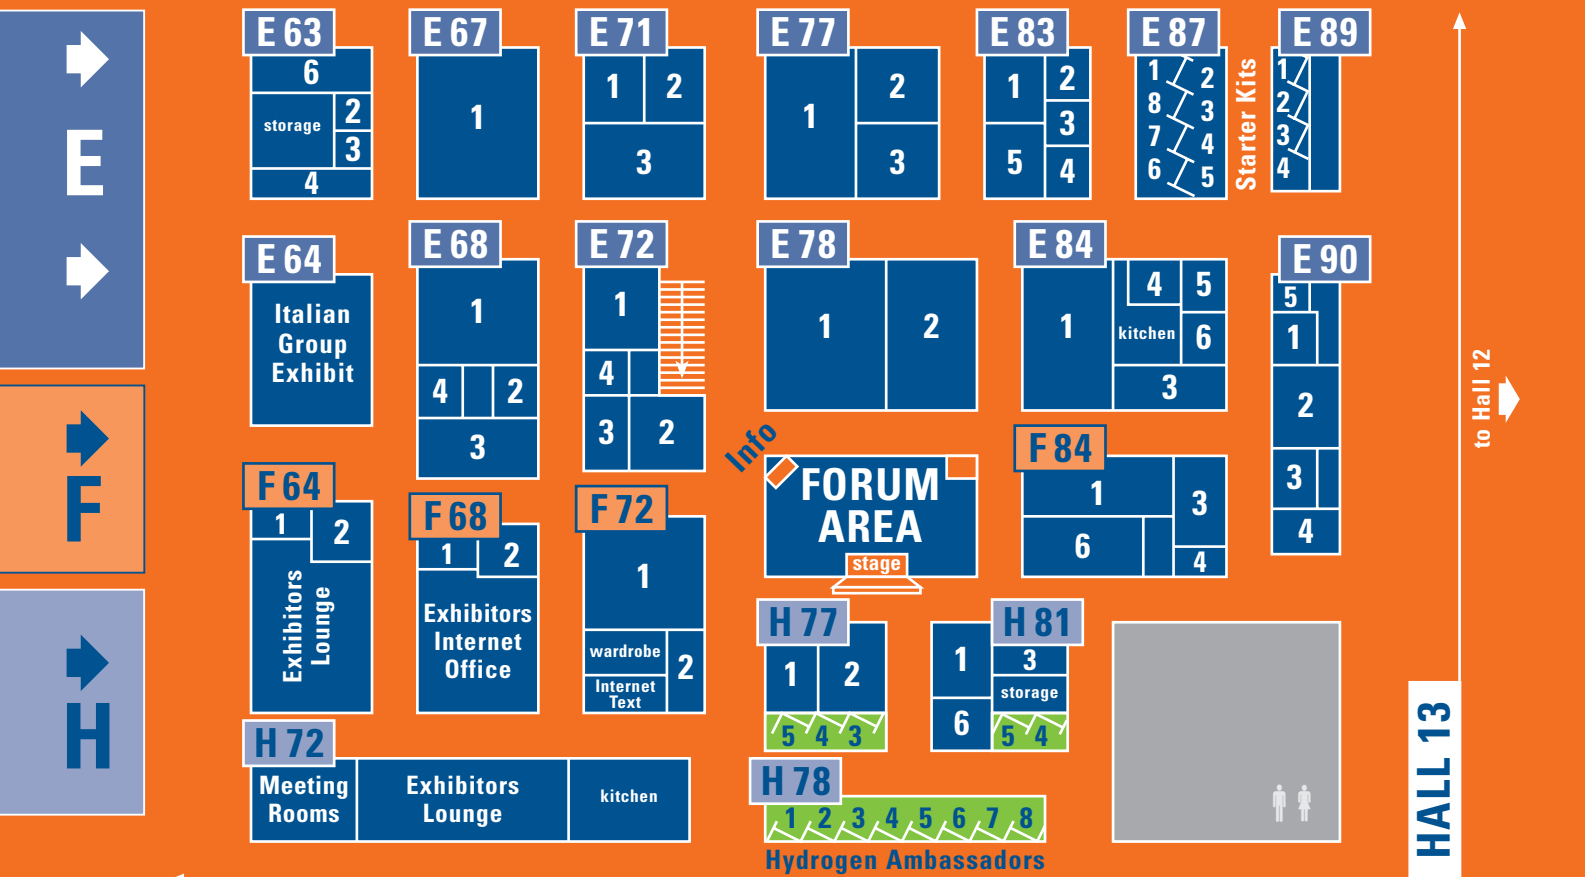 E
F
H
E 63
6
storage
2
3
4
E 67
1
E 71
1
2
3
E 77
1
2
3
E 83
1
2
3
5
4
E 87
1
2
8
3
7
4
6
5
Starter Kits
E 89
1
2
3
4
E 64
Italian
Group
Exhibit
E 68
1
4
2
3
E 72
1
4
3
2
E 78
1
2
E 84
1
4
5
kitchen
6
3
E 90
5
1
2
3
4
to Hall 12
F 64
1
2
Exhibitors
Lounge
F 68
1
2
Exhibitors
Internet
Office
F 72
1
wardrobe
2
Internet
Text
Info
FORUM
AREA
stage
F 84
1
3
6
4
H 77
1
2
5
4
3
H 81
1
3
storage
6
5
4
H 72
Meeting
Rooms
Exhibitors
Lounge
kitchen
H 78
1 2 3 4 5 6 7 8
Hydrogen Ambassadors
HALL 13